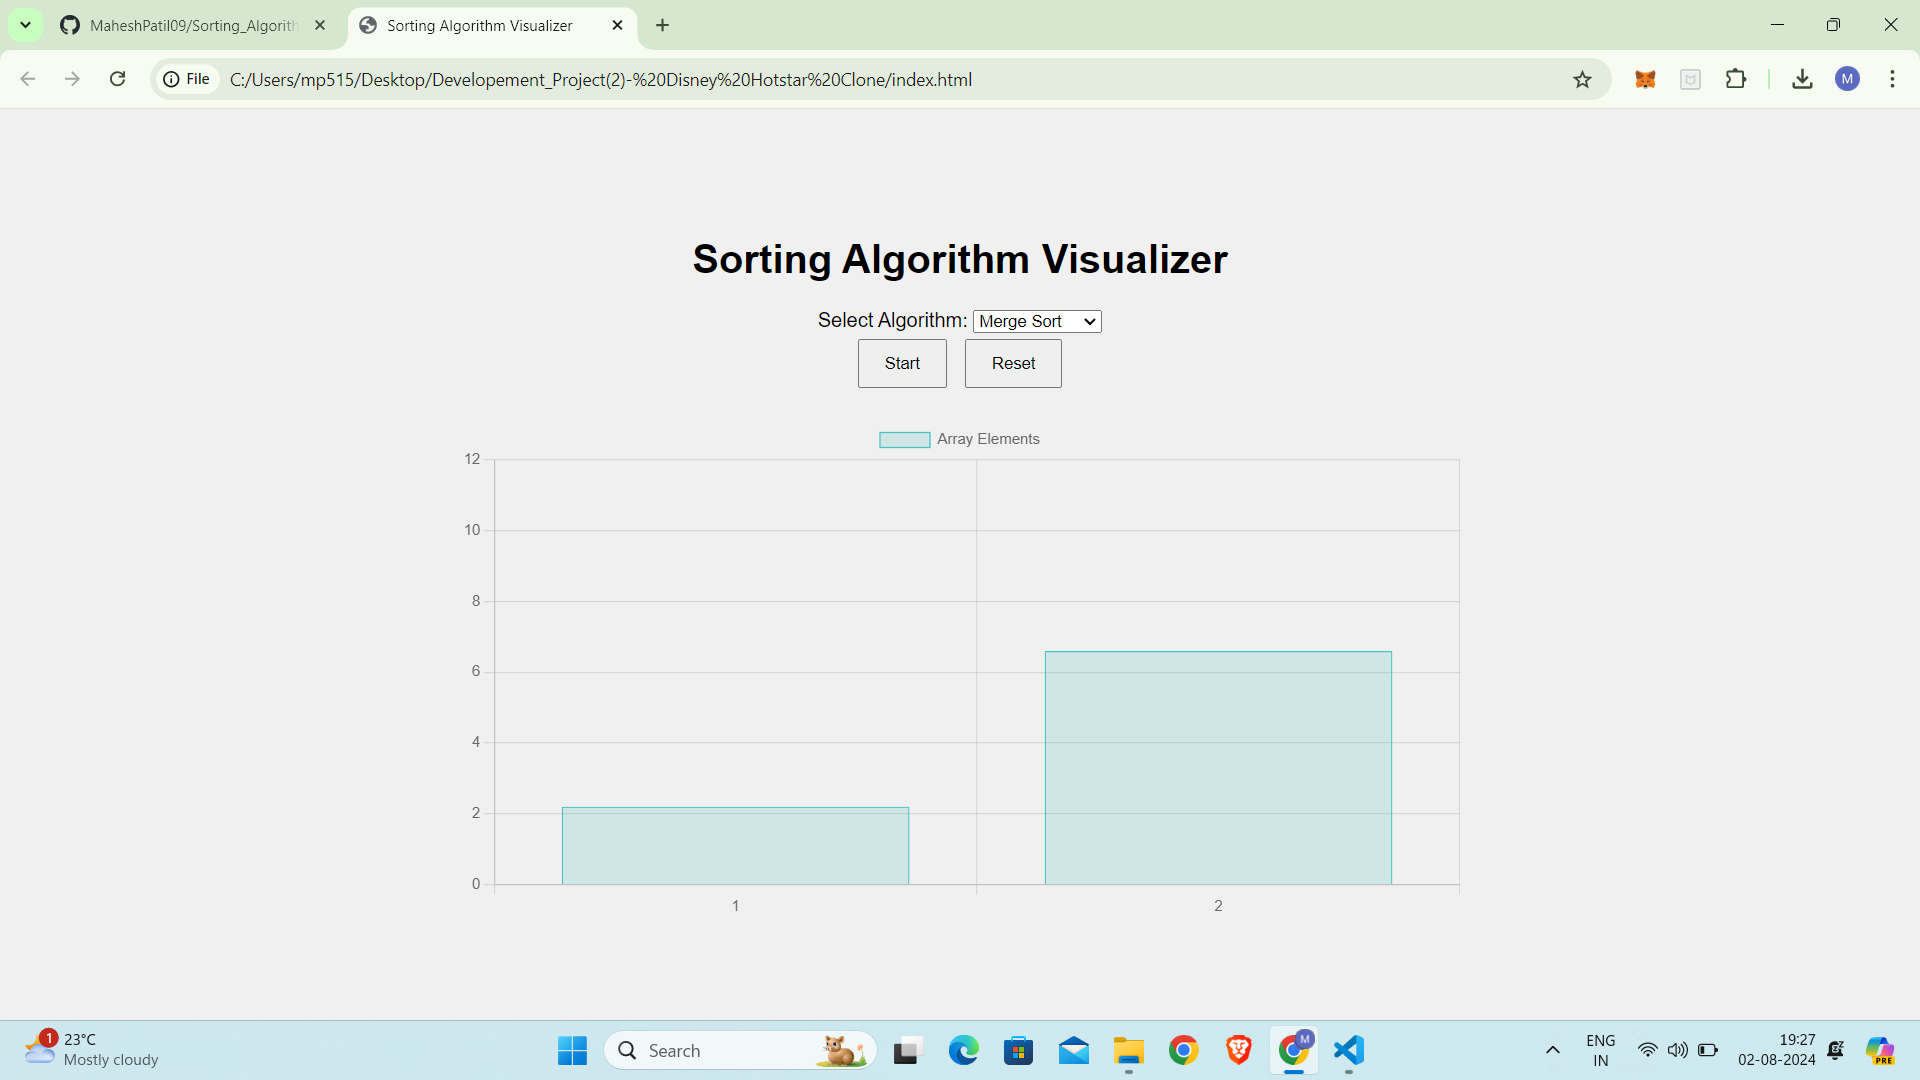 MaheshPatil09/Sorting_Algorith
Sorting Algorithm Visualizer
File
C:/Users/mp515/Desktop/Developement_Project(2)-%20Disney%20Hotstar%20Clone/index.html
M
Sorting Algorithm Visualizer
Select Algorithm: Merge Sort
Start Reset
Array Elements
12
10
8
6
4
2
0
1 2
1
23°C
Mostly cloudy
Search
M
ENG
IN
19:27
02-08-2024
PRE